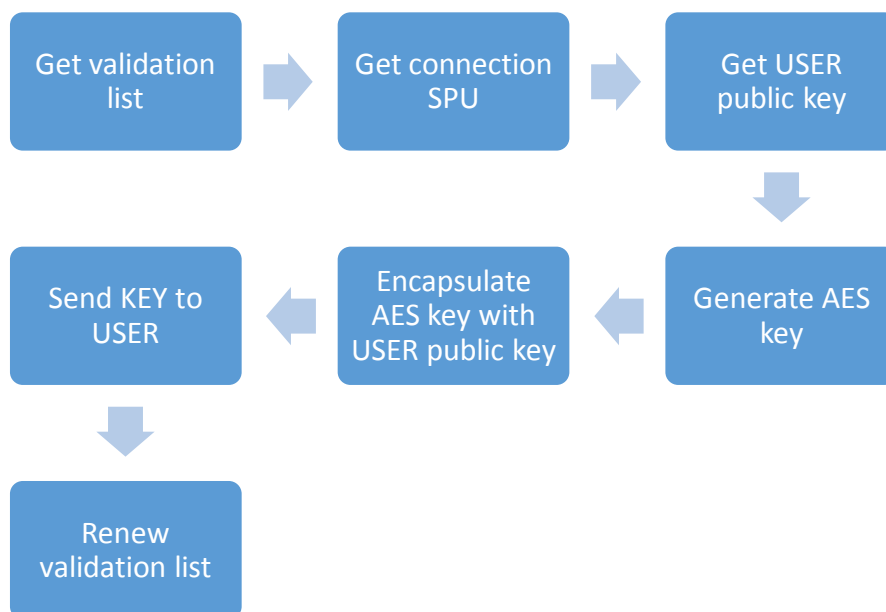 Get validation
list
Get connection
SPU
Get USER
public key
Generate AES
key
Encapsulate
AES key with
USER public key
Send KEY to
USER
Renew
validation list